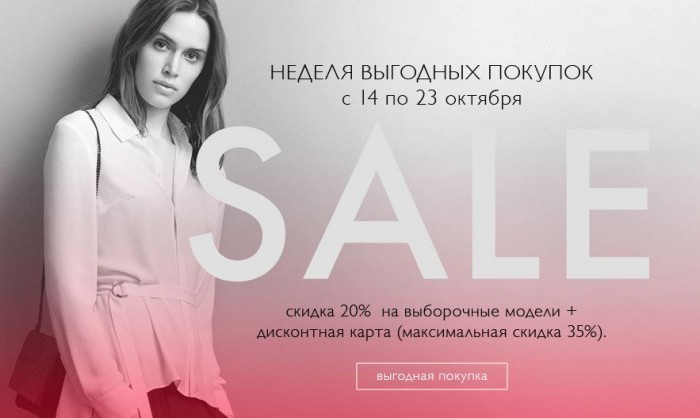 НЕДЕЛЯ ВЫГОДНЫХ ПОКУПОК
с 14 по 23 октября
SALE
скидка 20% на выборочные модели +
дисконтная карта (максимальная скидка 35%).
выгодная покупка